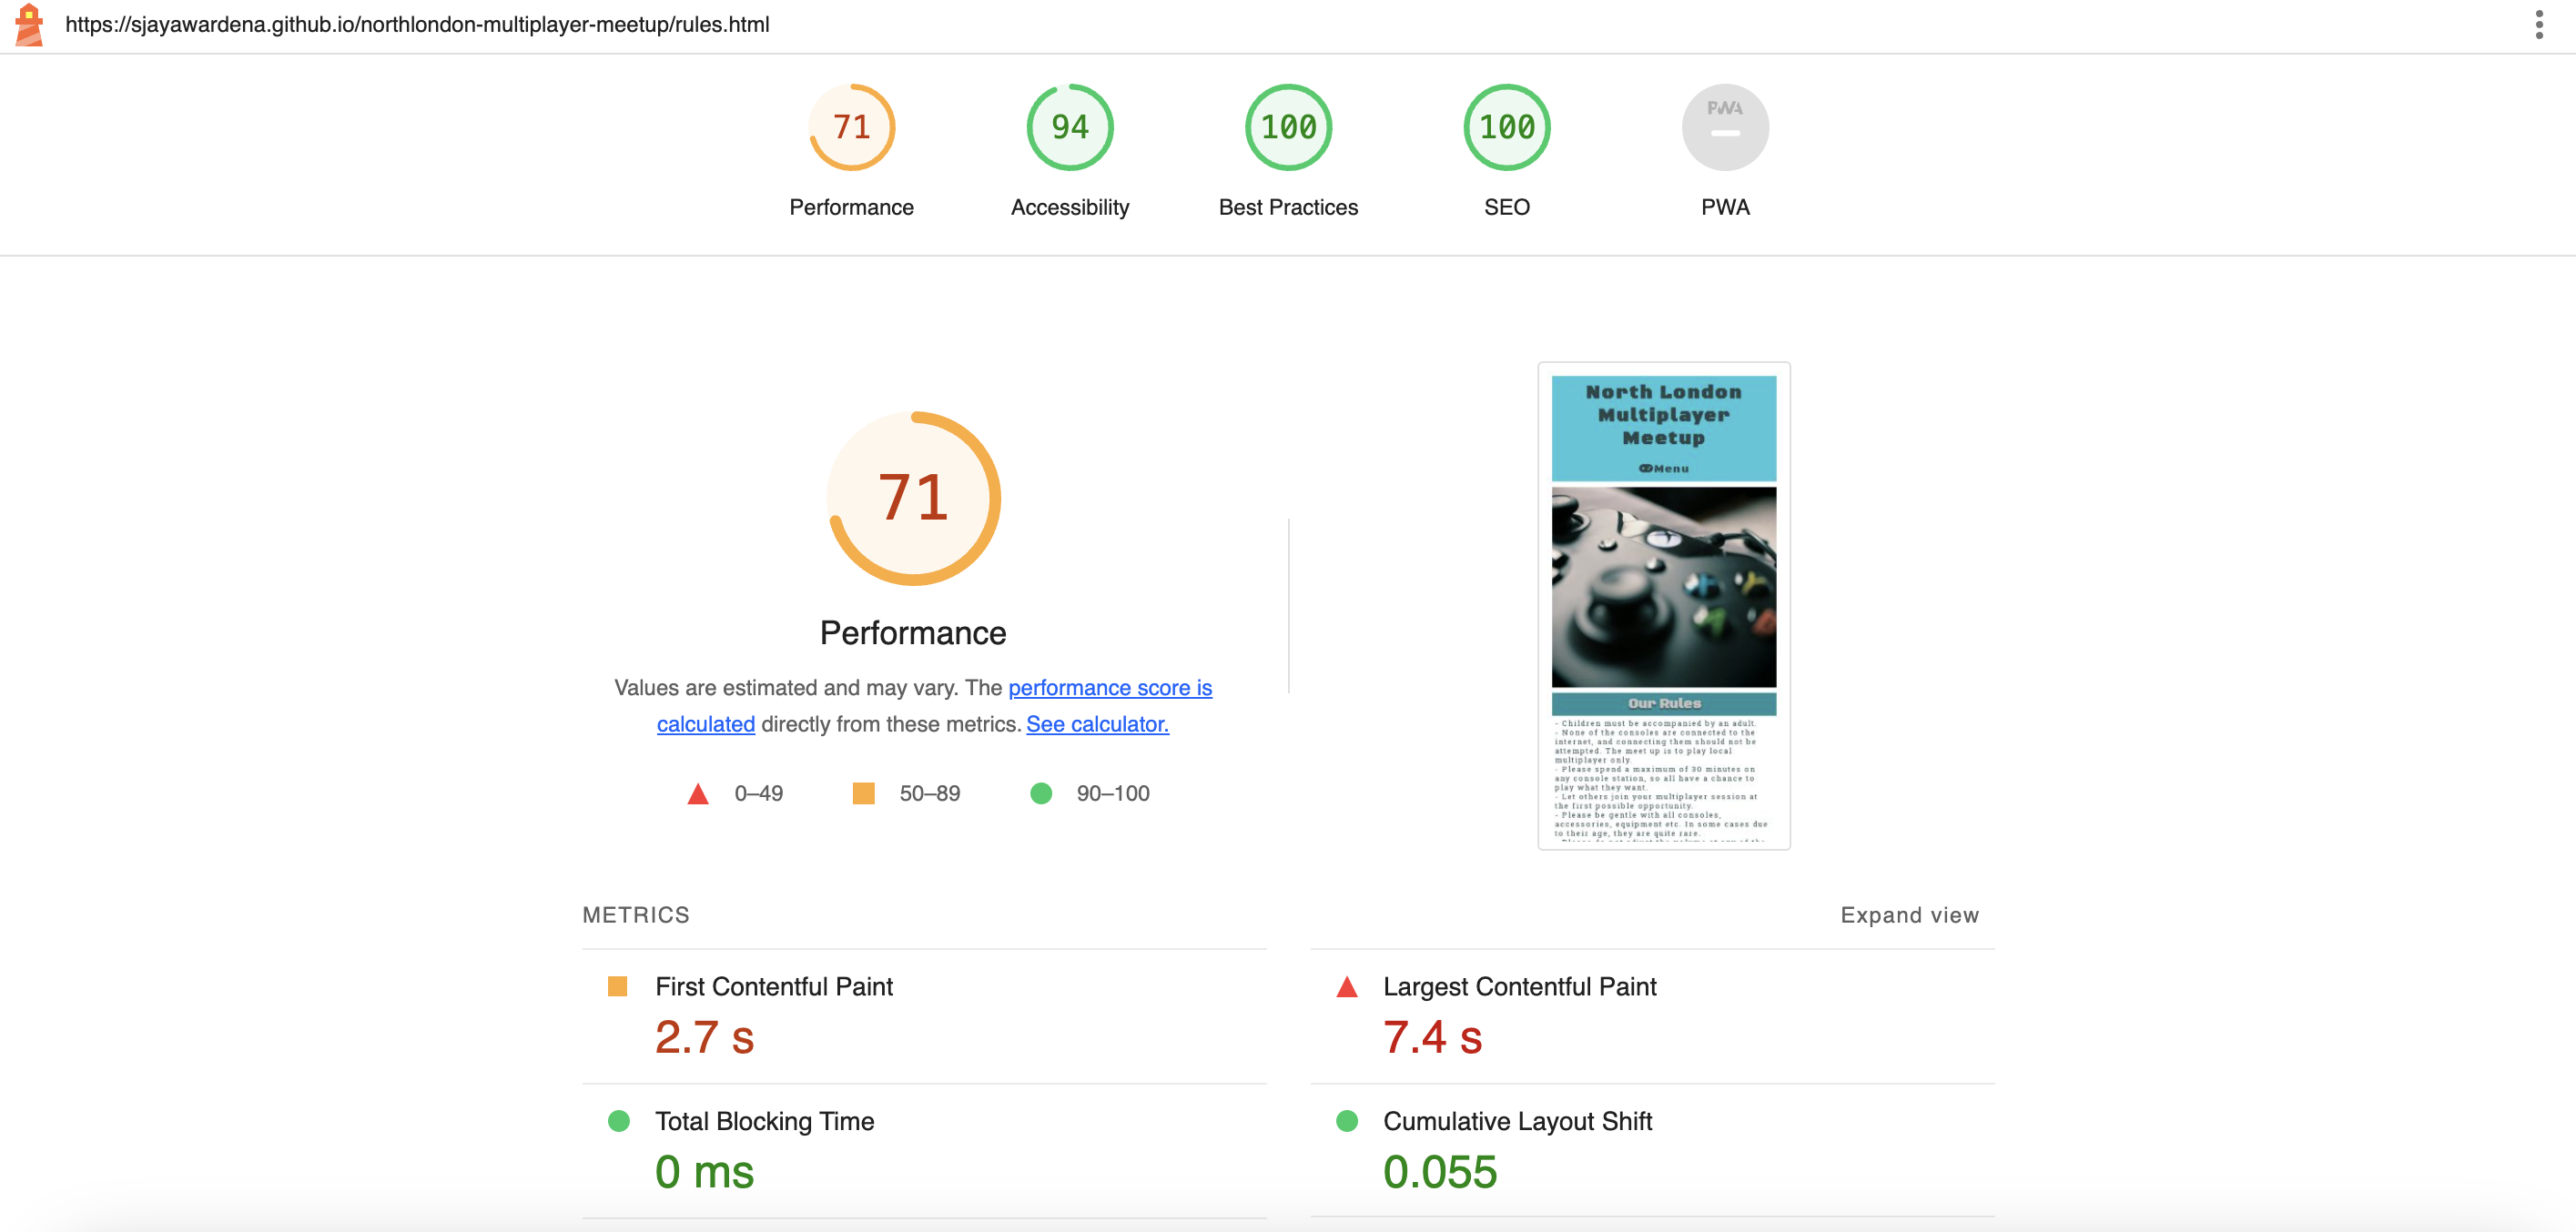 https://sjayawardena.github.io/northlondon-multiplayer-meetup/rules.html
71
94
100
100
PWA
Performance
Accessibility
Best Practices
SEO
PWA
71
Performance
Values are estimated and may vary. The performance score is
calculated directly from these metrics. See calculator.
0–49
50–89
90–100
North London
Multiplayer
Meetup
Menu
Our Rules
- Children must be accompanied by an adult.
- None of the consoles are connected to the
internet, and connecting them should not be
attempted. The meet up is to play local
multiplayer only.
- Please spend a maximum of 30 minutes on
any console station, so all have a chance to
play what they want.
- Let others join your multiplayer session at
the first possible opportunity.
- Please be gentle with all consoles,
accessories, equipment etc. In some cases due
to their age, they are quite rare.
METRICS
Expand view
First Contentful Paint
2.7 s
Largest Contentful Paint
7.4 s
Total Blocking Time
0 ms
Cumulative Layout Shift
0.055